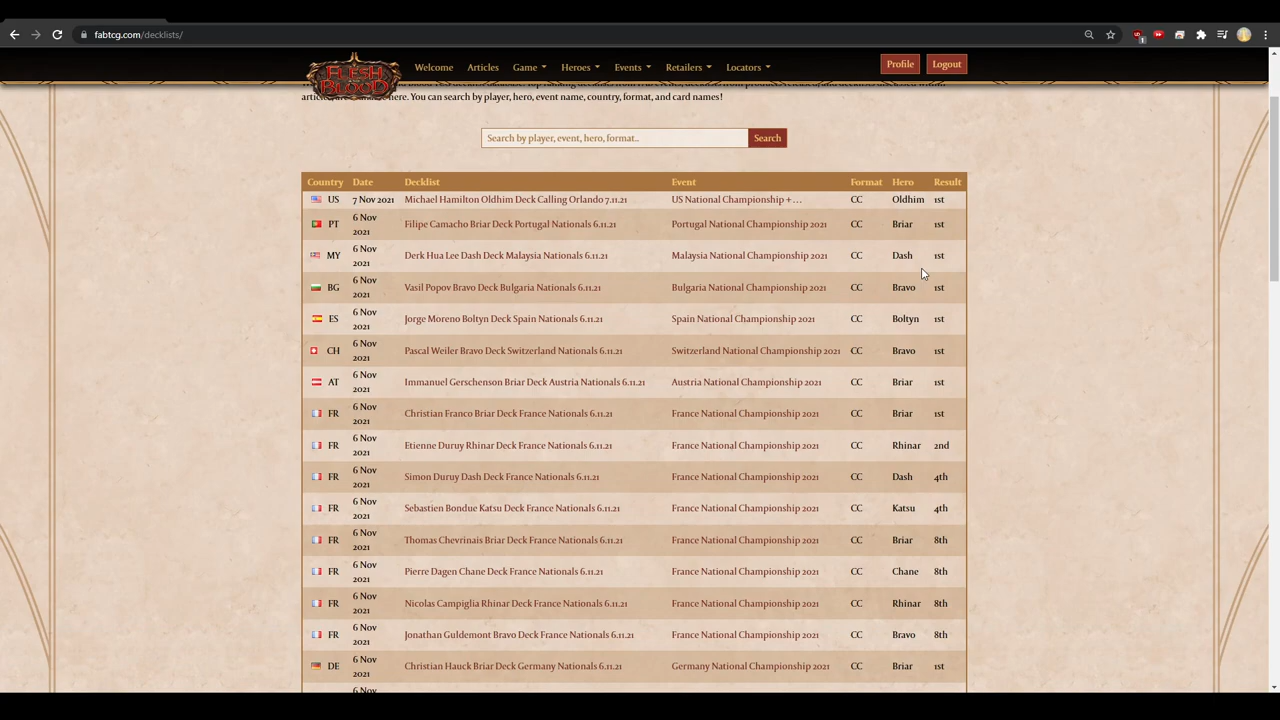 fabtcg.com/decklists/
1
FLESH AND BLOOD
Welcome Articles Game Heroes Events Retailers Locators
Profile Logout
here. You can search by player, hero, event name, country, format, and card names!
Search by player, event, hero, format.. Search
Country Date Decklist Event Format Hero Result
US 7 Nov 2021 Michael Hamilton Oldhim Deck Calling Orlando 7.11.21 US National Championship +… CC Oldhim 1st
PT 6 Nov 2021 Filipe Camacho Briar Deck Portugal Nationals 6.11.21 Portugal National Championship 2021 CC Briar 1st
MY 6 Nov 2021 Derk Hua Lee Dash Deck Malaysia Nationals 6.11.21 Malaysia National Championship 2021 CC Dash 1st
BG 6 Nov 2021 Vasil Popov Bravo Deck Bulgaria Nationals 6.11.21 Bulgaria National Championship 2021 CC Bravo 1st
ES 6 Nov 2021 Jorge Moreno Boltyn Deck Spain Nationals 6.11.21 Spain National Championship 2021 CC Boltyn 1st
CH 6 Nov 2021 Pascal Weiler Bravo Deck Switzerland Nationals 6.11.21 Switzerland National Championship 2021 CC Bravo 1st
AT 6 Nov 2021 Immanuel Gerschenson Briar Deck Austria Nationals 6.11.21 Austria National Championship 2021 CC Briar 1st
FR 6 Nov 2021 Christian Franco Briar Deck France Nationals 6.11.21 France National Championship 2021 CC Briar 1st
FR 6 Nov 2021 Etienne Duruy Rhinar Deck France Nationals 6.11.21 France National Championship 2021 CC Rhinar 2nd
FR 6 Nov 2021 Simon Duruy Dash Deck France Nationals 6.11.21 France National Championship 2021 CC Dash 4th
FR 6 Nov 2021 Sebastien Bondue Katsu Deck France Nationals 6.11.21 France National Championship 2021 CC Katsu 4th
FR 6 Nov 2021 Thomas Chevrinais Briar Deck France Nationals 6.11.21 France National Championship 2021 CC Briar 8th
FR 6 Nov 2021 Pierre Dagen Chane Deck France Nationals 6.11.21 France National Championship 2021 CC Chane 8th
FR 6 Nov 2021 Nicolas Campiglia Rhinar Deck France Nationals 6.11.21 France National Championship 2021 CC Rhinar 8th
FR 6 Nov 2021 Jonathan Guldemont Bravo Deck France Nationals 6.11.21 France National Championship 2021 CC Bravo 8th
DE 6 Nov 2021 Christian Hauck Briar Deck Germany Nationals 6.11.21 Germany National Championship 2021 CC Briar 1st
6 Nov